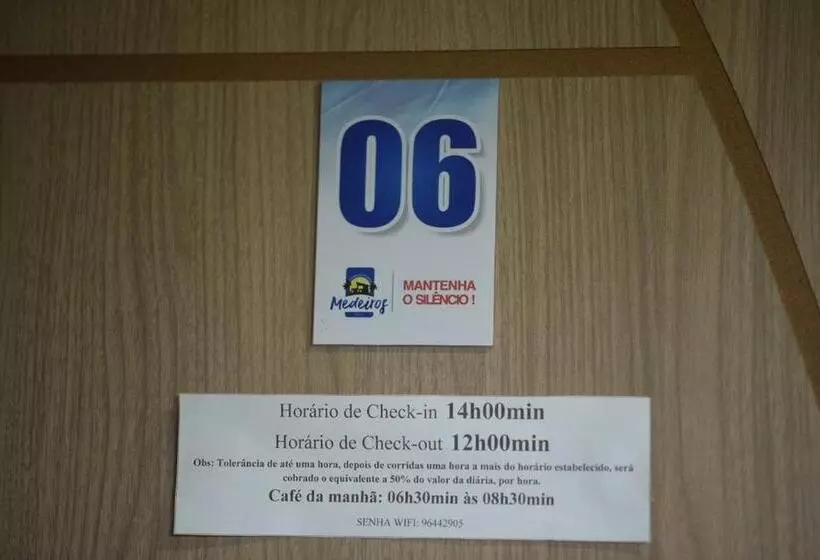 06
Medeiros
MANTENHA
O SILÊNCIO !
Horário de Check-in 14h00min
Horário de Check-out 12h00min
Obs: Tolerância de até uma hora, depois de corridas uma hora a mais do horário estabelecido, será
cobrado o equivalente a 50% do valor da diária, por hora.
Café da manhã: 06h30min às 08h30min
SENHA WIFI: 96442905